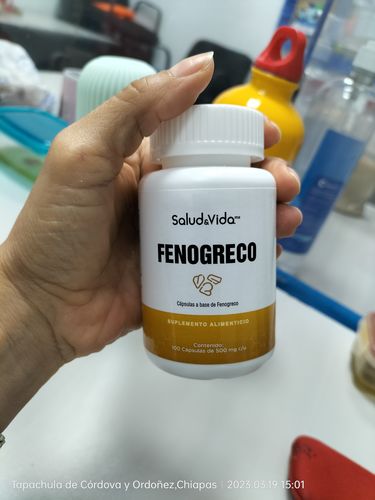 Salud&Vida
FENOGRECO
Cápsulas a base de Fenogreco
SUPLEMENTO ALIMENTICIO
Contenido:
100 Cápsulas de 500 mg c/u
Tapachula de Córdova y Ordoñez,Chiapas | 2023.03.19 15:01